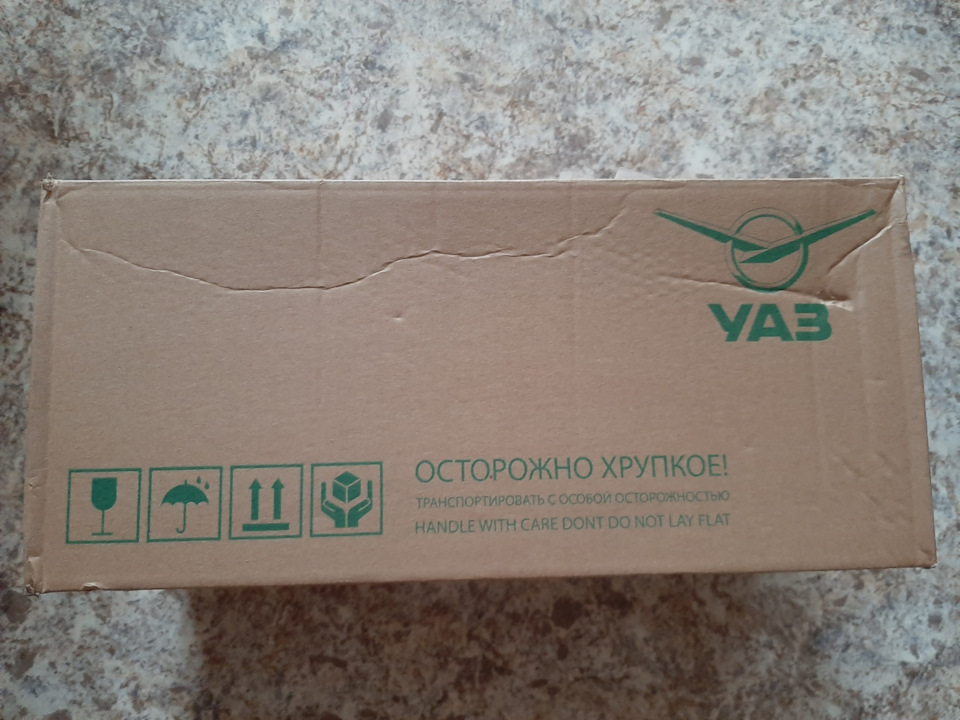 УАЗ
ОСТОРОЖНО ХРУПКОЕ!
ТРАНСПОРТИРОВАТЬ С ОСОБОЙ ОСТОРОЖНОСТЬЮ
HANDLE WITH CARE DONT DO NOT LAY FLAT